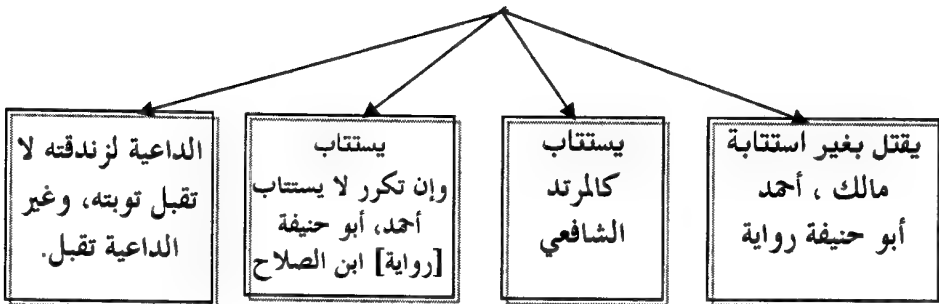 يقتل بغير استتابة
مالك ، أحمد
أبو حنيفة رواية
يستتاب
كالمرتد
الشافعي
يستتاب
وإن تكرر لا يستتاب
أحمد، أبو حنيفة
[رواية] ابن الصلاح
الداعية لزندقته لا
تقبل توبته، وغير
الداعية تقبل.